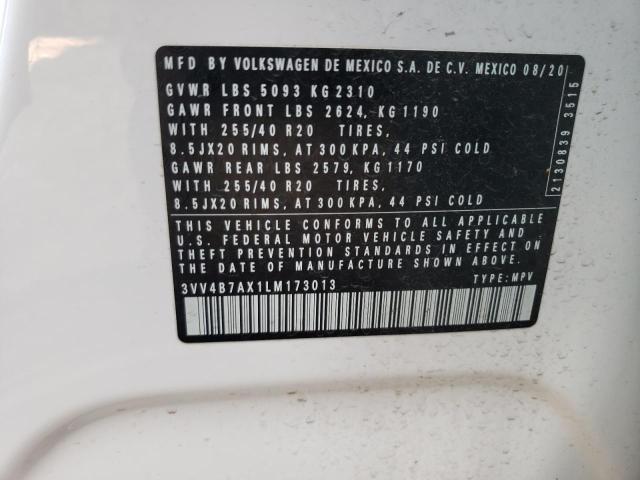 MFD BY VOLKSWAGEN DE MEXICO S.A. DE C.V. MEXICO 08/20
GVWR LBS 5093 KG 2310
GAWR FRONT LBS 2624, KG 1190
WITH 255/40 R20 TIRES,
8.5JX20 RIMS, AT 300 KPA, 44 PSI COLD
GAWR REAR LBS 2579, KG 1170
WITH 255/40 R20 TIRES,
8.5JX20 RIMS, AT 300 KPA, 44 PSI COLD
THIS VEHICLE CONFORMS TO ALL APPLICABLE
U.S. FEDERAL MOTOR VEHICLE SAFETY AND
THEFT PREVENTION STANDARDS IN EFFECT ON
THE DATE OF MANUFACTURE SHOWN ABOVE.
3VV4B7AX1LM173013 TYPE: MPV
2130839 3515